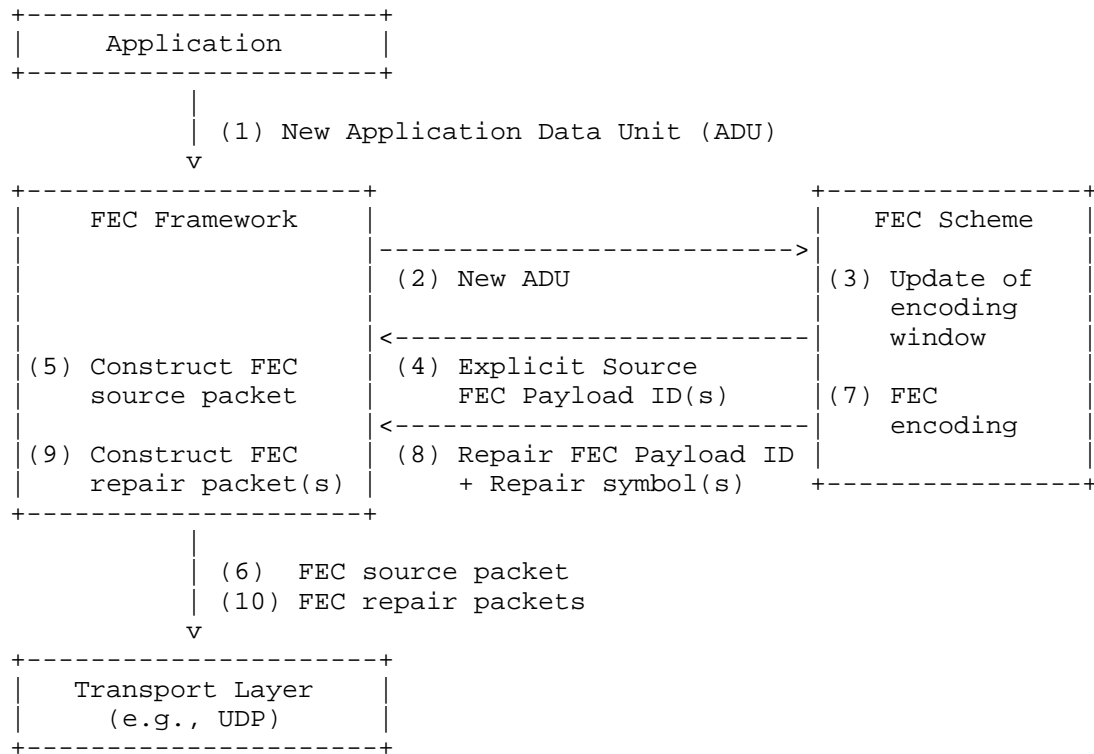 Application
(1) New Application Data Unit (ADU)
v
FEC Framework FEC Scheme
(2) New ADU (3) Update of
encoding
window
(5) Construct FEC (4) Explicit Source
source packet FEC Payload ID(s) (7) FEC
encoding
(9) Construct FEC (8) Repair FEC Payload ID
repair packet(s) + Repair symbol(s)
(6) FEC source packet
(10) FEC repair packets
v
Transport Layer
(e.g., UDP)